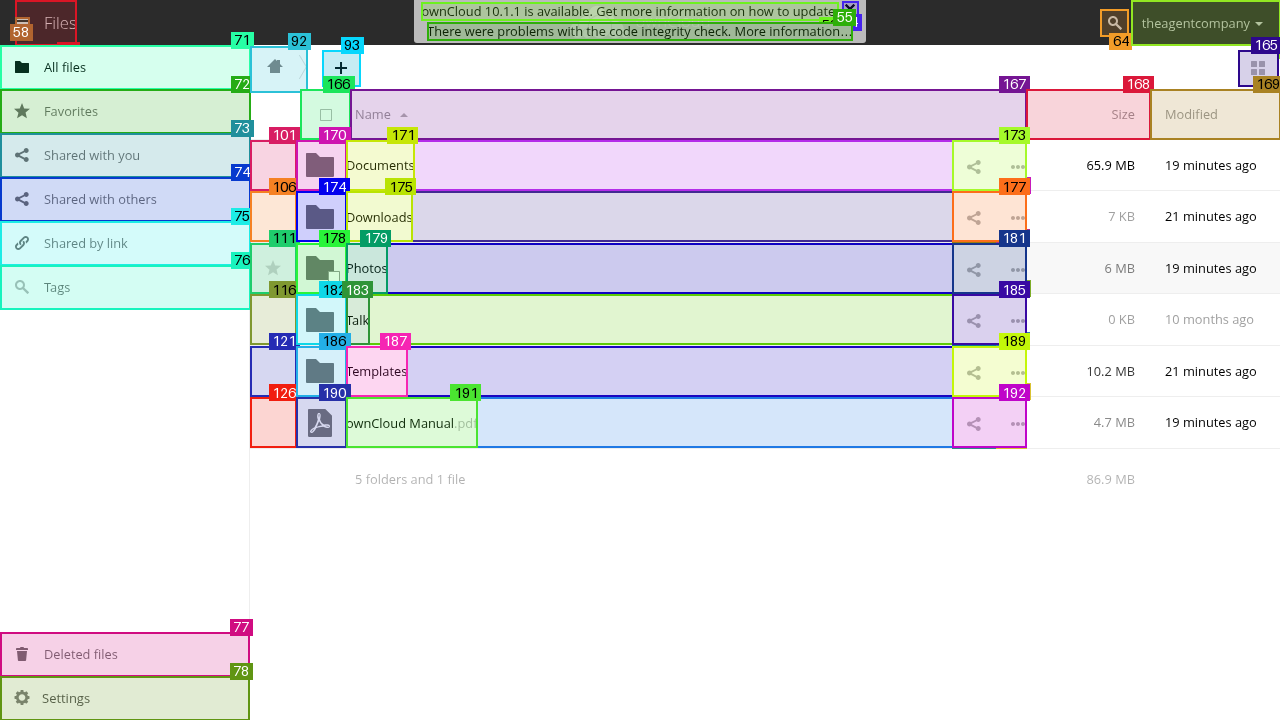 ownCloud 10.1.1 is available. Get more information on how to update.
There were problems with the code integrity check. More information…
55
58
Files
64
theagentcompany
71
92
93
165
All files
72
166
167
168
169
Favorites
Name
Size
Modified
73
101
170
171
173
Shared with you
Documents
65.9 MB
19 minutes ago
74
106
174
175
177
Shared with others
Downloads
7 KB
21 minutes ago
75
111
178
179
181
Shared by link
Photos
6 MB
19 minutes ago
76
116
182
183
185
Tags
Talk
0 KB
10 months ago
121
186
187
189
Templates
10.2 MB
21 minutes ago
126
190
191
192
ownCloud Manual.pdf
4.7 MB
19 minutes ago
5 folders and 1 file
86.9 MB
77
Deleted files
78
Settings